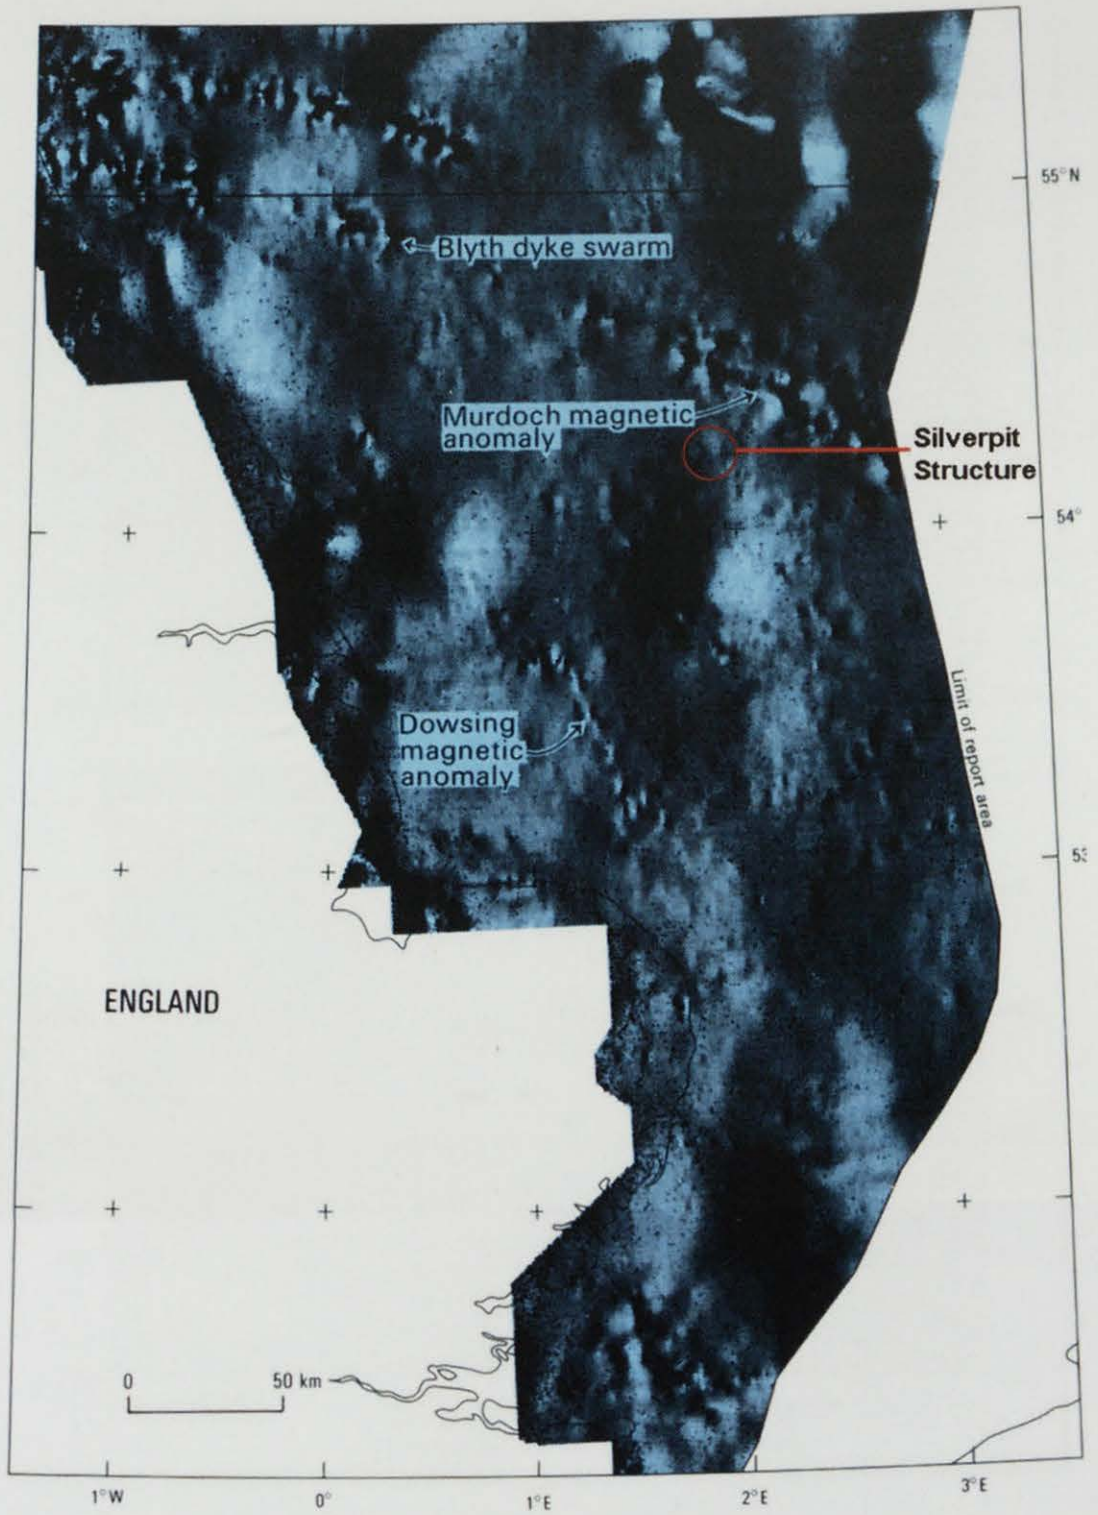 55° N
Blyth dyke swarm
Murdoch magnetic
anomaly
Silverpit
Structure
54°
Limit of report area
Dowsing
magnetic
anomaly
53
ENGLAND
0 50 km
1° W 0° 1° E 2° E 3° E